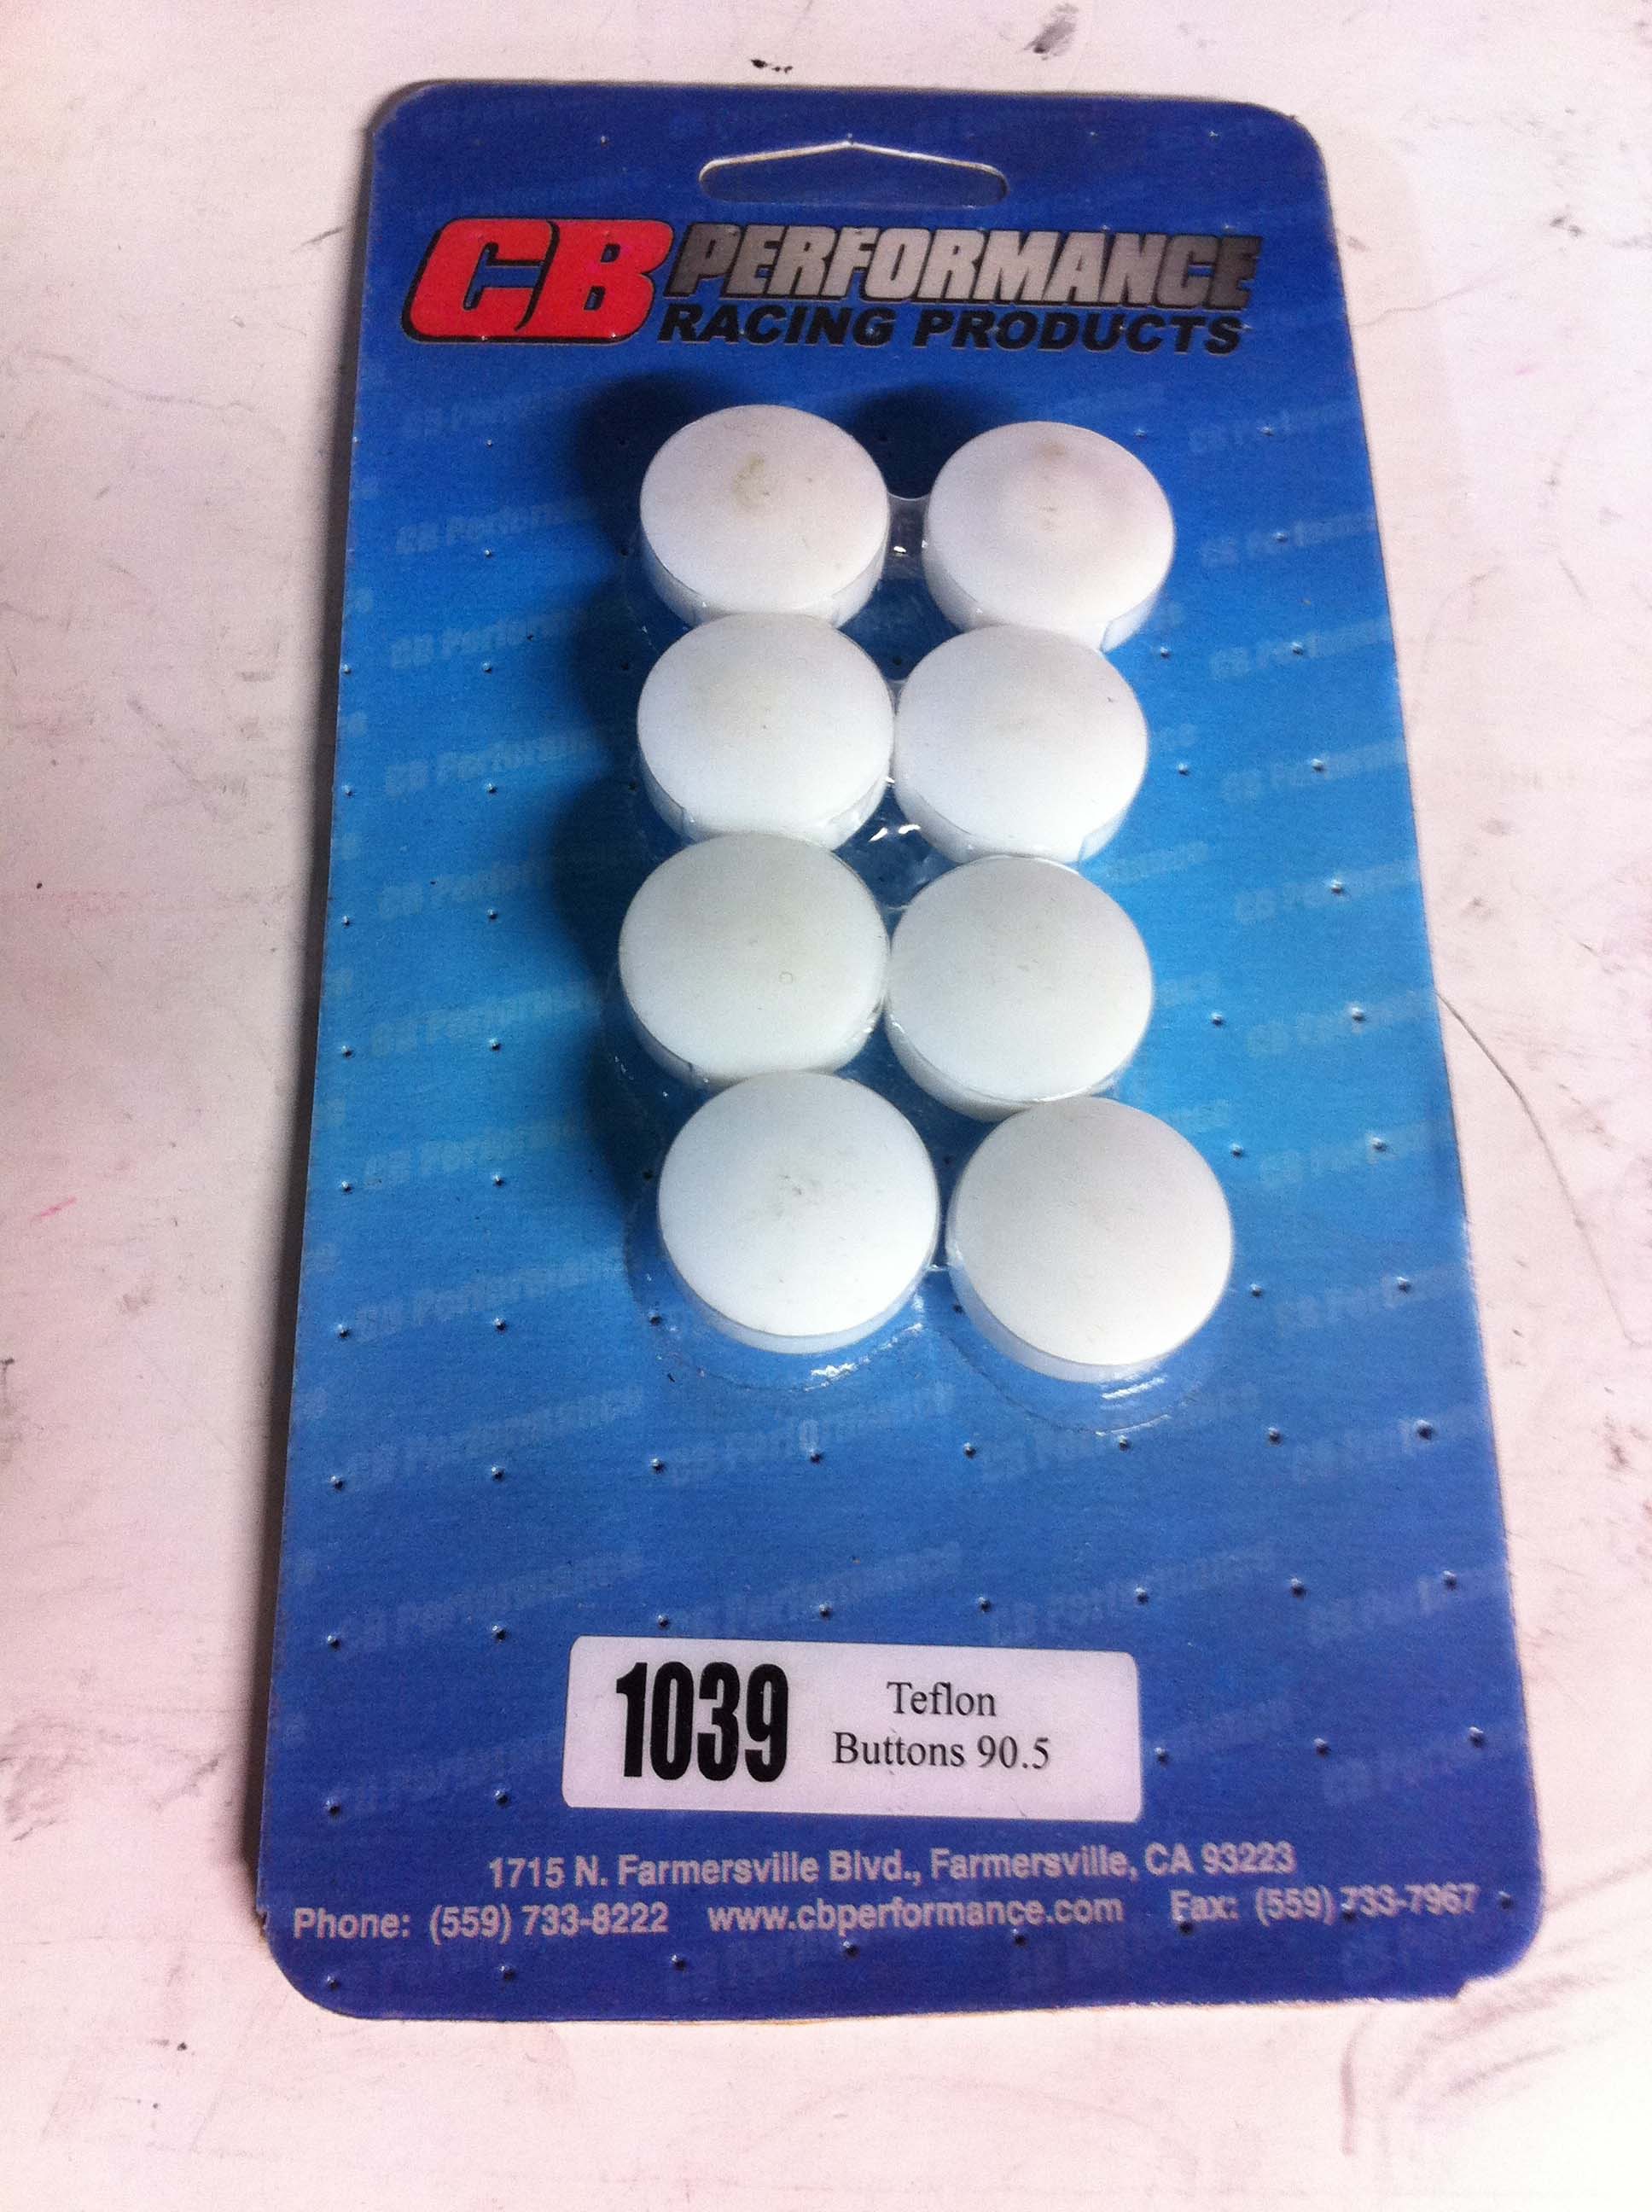 CB PERFORMANCE
RACING PRODUCTS
1039 Teflon
Buttons 90.5
1715 N. Farmersville Blvd., Farmersville, CA 93223
Phone: (559) 733-8222 www.cbperformance.com Fax: (559) 733-7967